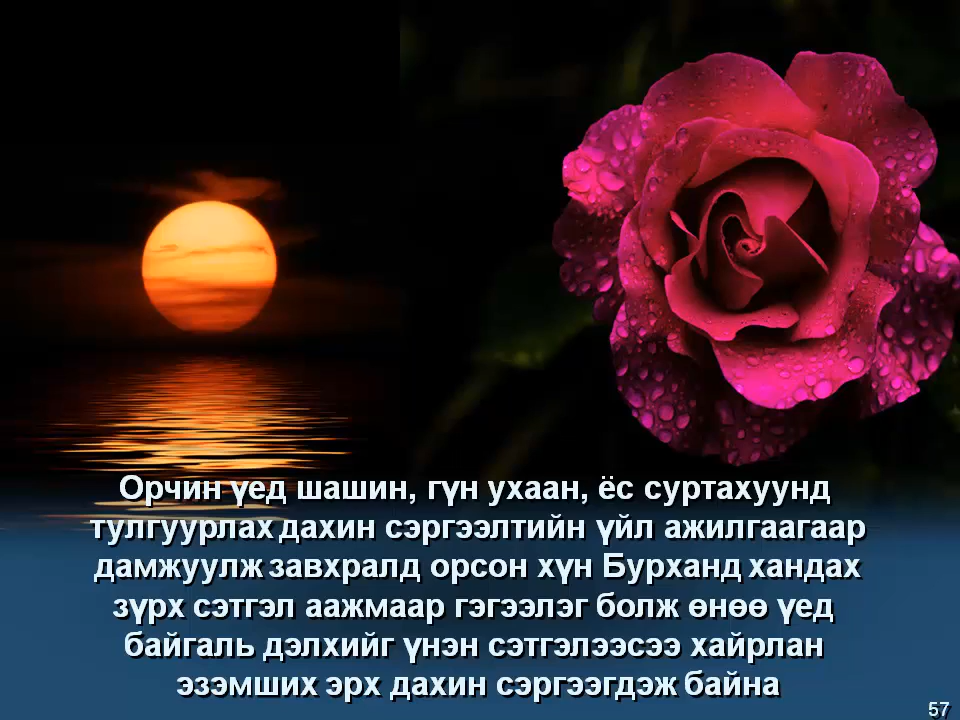 Орчин үед шашин, гүн ухаан, ёс суртахуунд
тулгуурлах дахин сэргээлтийн үйл ажилгаагаар
дамжуулж завхралд орсон хүн Бурханд хандах
зүрх сэтгэл аажмаар гэгээлэг болж өнөө үед
байгаль дэлхийг үнэн сэтгэлээсээ хайрлан
эзэмших эрх дахин сэргээгдэж байна
57